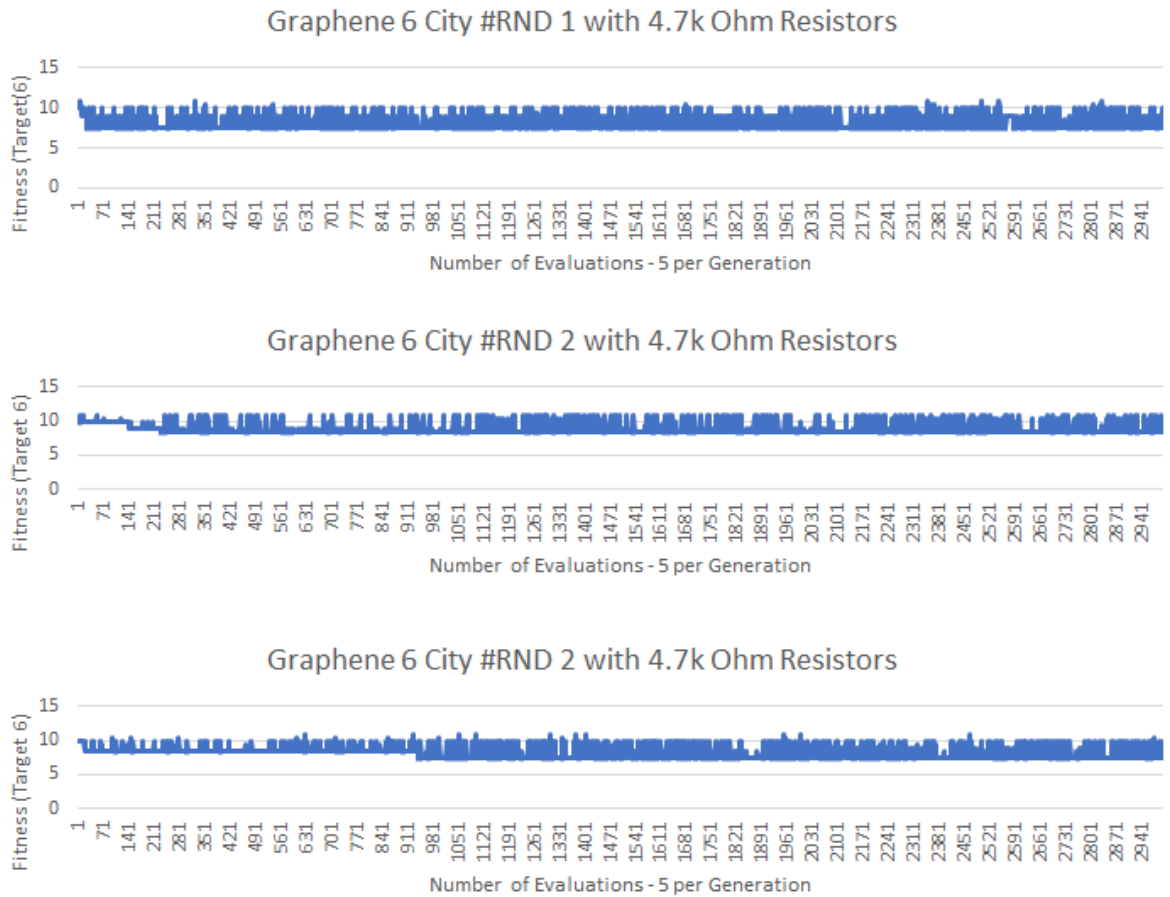 Graphene 6 City #RND 1 with 4.7k Ohm Resistors
Fitness (Target(6)
15
10
5
0
1 71 141 211 281 351 421 491 561 631 701 771 841 911 981 1051 1121 1191 1261 1331 1401 1471 1541 1611 1681 1751 1821 1891 1961 2031 2101 2171 2241 2311 2381 2451 2521 2591 2661 2731 2801 2871 2941
Number of Evaluations - 5 per Generation
Graphene 6 City #RND 2 with 4.7k Ohm Resistors
Fitness (Target 6)
15
10
5
0
1 71 141 211 281 351 421 491 561 631 701 771 841 911 981 1051 1121 1191 1261 1331 1401 1471 1541 1611 1681 1751 1821 1891 1961 2031 2101 2171 2241 2311 2381 2451 2521 2591 2661 2731 2801 2871 2941
Number of Evaluations - 5 per Generation
Graphene 6 City #RND 2 with 4.7k Ohm Resistors
Fitness (Target 6)
15
10
5
0
1 71 141 211 281 351 421 491 561 631 701 771 841 911 981 1051 1121 1191 1261 1331 1401 1471 1541 1611 1681 1751 1821 1891 1961 2031 2101 2171 2241 2311 2381 2451 2521 2591 2661 2731 2801 2871 2941
Number of Evaluations - 5 per Generation